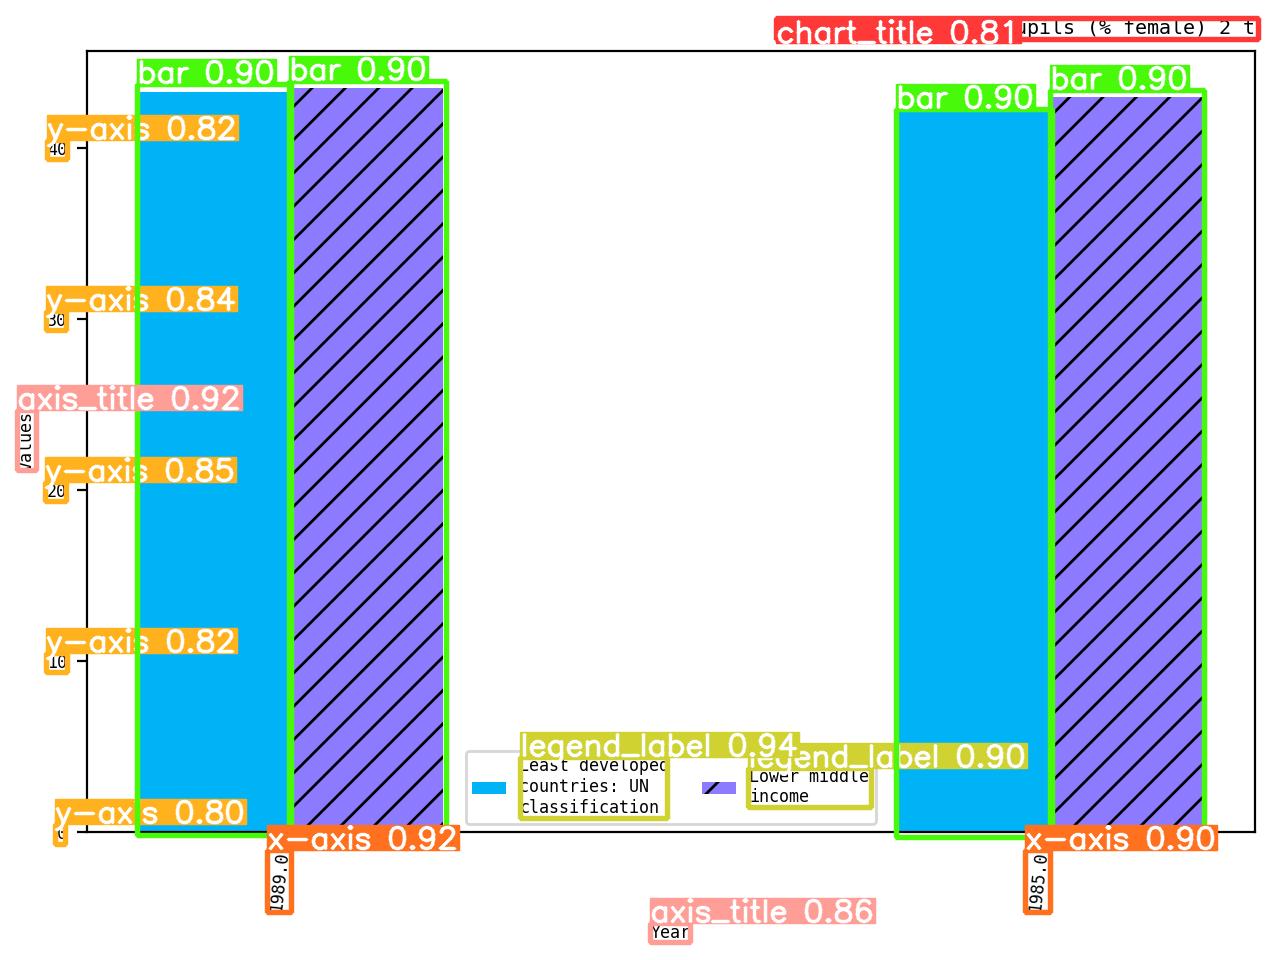 chart_title 0.81 upils (% female) 2 t
bar 0.90
bar 0.90
bar 0.90
bar 0.90
y-axis 0.82
40
y-axis 0.84
30
axis_title 0.92
Values
y-axis 0.85
20
y-axis 0.82
10
legend_label 0.94
legend_label 0.90
Least developed
countries: UN
classification
Lower middle
income
y-axis 0.80
0
x-axis 0.92
x-axis 0.90
1989.0
1985.0
axis_title 0.86
Year